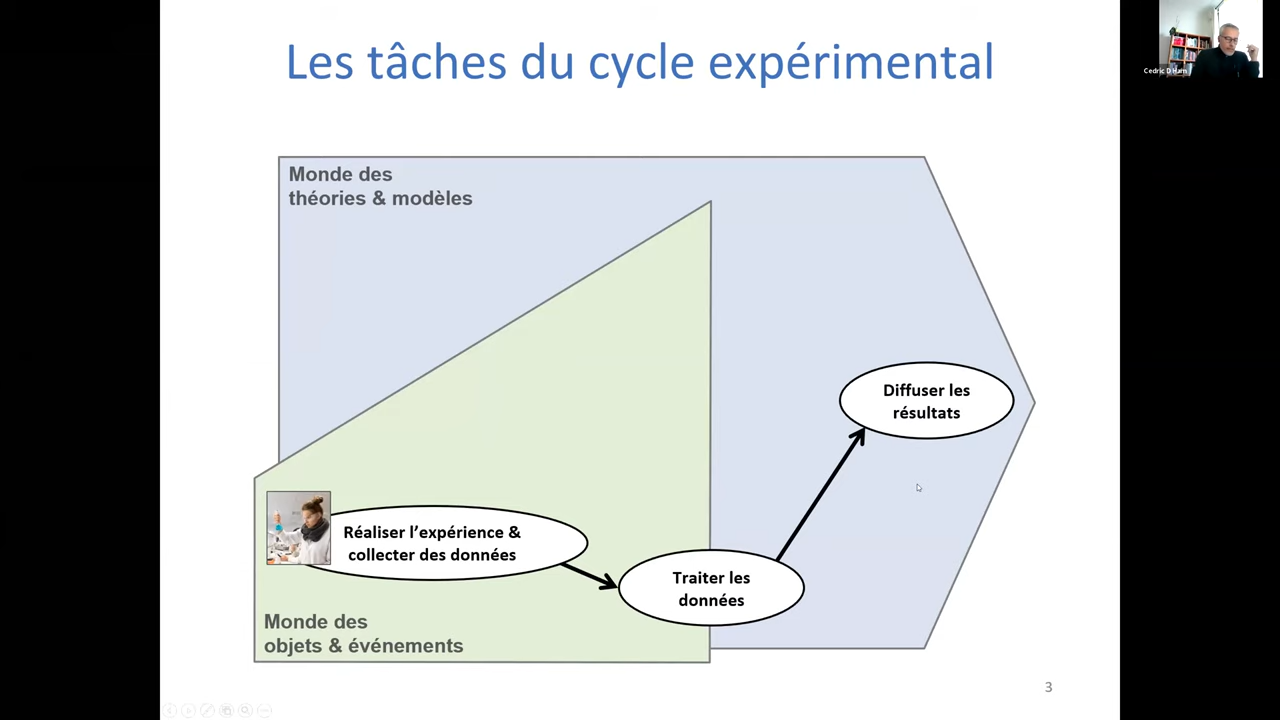 Les tâches du cycle expérimental
Cedric D'Ham
Monde des
théories & modèles
Diffuser les
résultats
Réaliser l'expérience &
collecter des données
Traiter les
données
Monde des
objets & événements
3